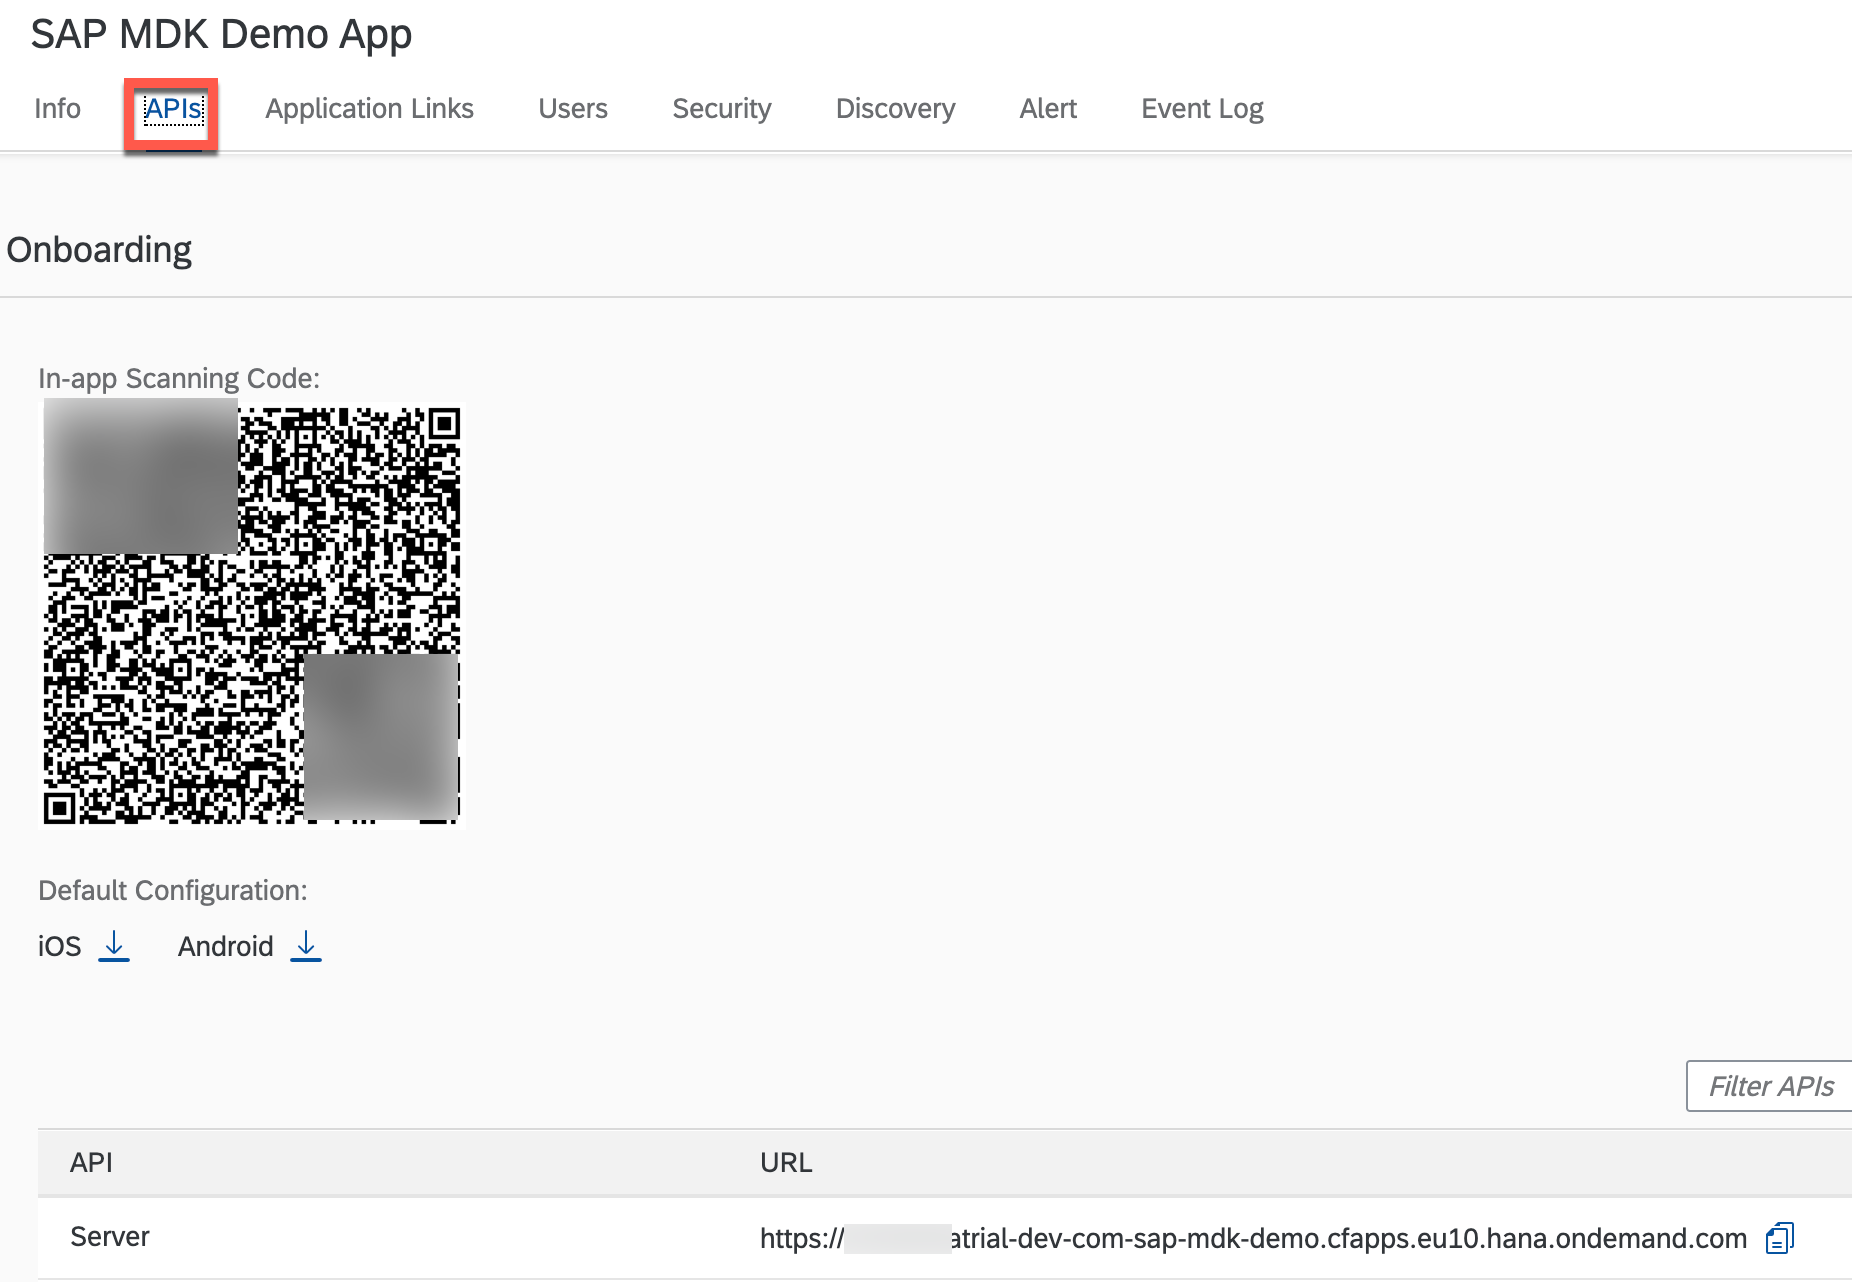 SAP MDK Demo App
Info APIs Application Links Users Security Discovery Alert Event Log
Onboarding
In-app Scanning Code:
Default Configuration:
iOS Android
Filter APIs
API URL
Server https:// atrial-dev-com-sap-mdk-demo.cfapps.eu10.hana.ondemand.com